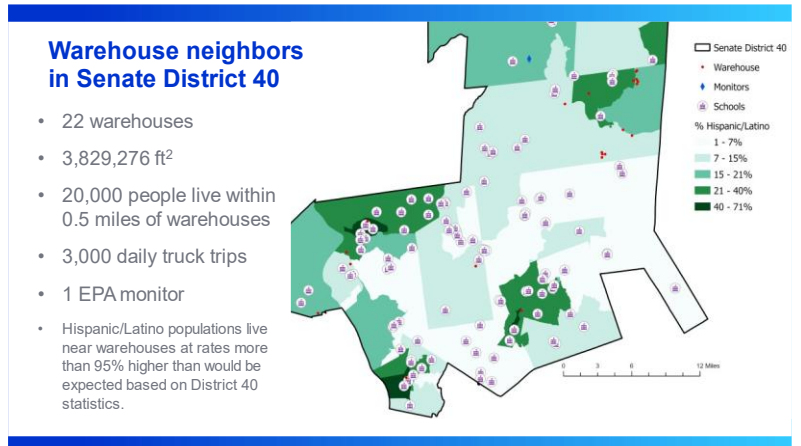 Warehouse neighbors
in Senate District 40
• 22 warehouses
• 3,829,276 ft²
• 20,000 people live within
0.5 miles of warehouses
• 3,000 daily truck trips
• 1 EPA monitor
• Hispanic/Latino populations live
near warehouses at rates more
than 95% higher than would be
expected based on District 40
statistics.
Senate District 40
Warehouse
Monitors
Schools
% Hispanic/Latino
1 - 7%
7 - 15%
15 - 21%
21 - 40%
40 - 71%
0 3 6 12 Miles